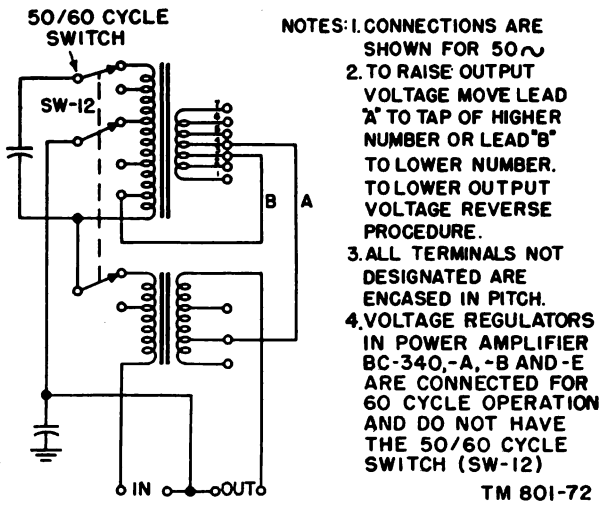 50/60 CYCLE
SWITCH
SW-12
B
A
IN
OUT
NOTES: 1. CONNECTIONS ARE
SHOWN FOR 50∿
2. TO RAISE OUTPUT
VOLTAGE MOVE LEAD
"A" TO TAP OF HIGHER
NUMBER OR LEAD "B"
TO LOWER NUMBER.
TO LOWER OUTPUT
VOLTAGE REVERSE
PROCEDURE.
3. ALL TERMINALS NOT
DESIGNATED ARE
ENCASED IN PITCH.
4. VOLTAGE REGULATORS
IN POWER AMPLIFIER
BC-340,-A,-B AND -E
ARE CONNECTED FOR
60 CYCLE OPERATION
AND DO NOT HAVE
THE 50/60 CYCLE
SWITCH (SW-12)
TM 801-72